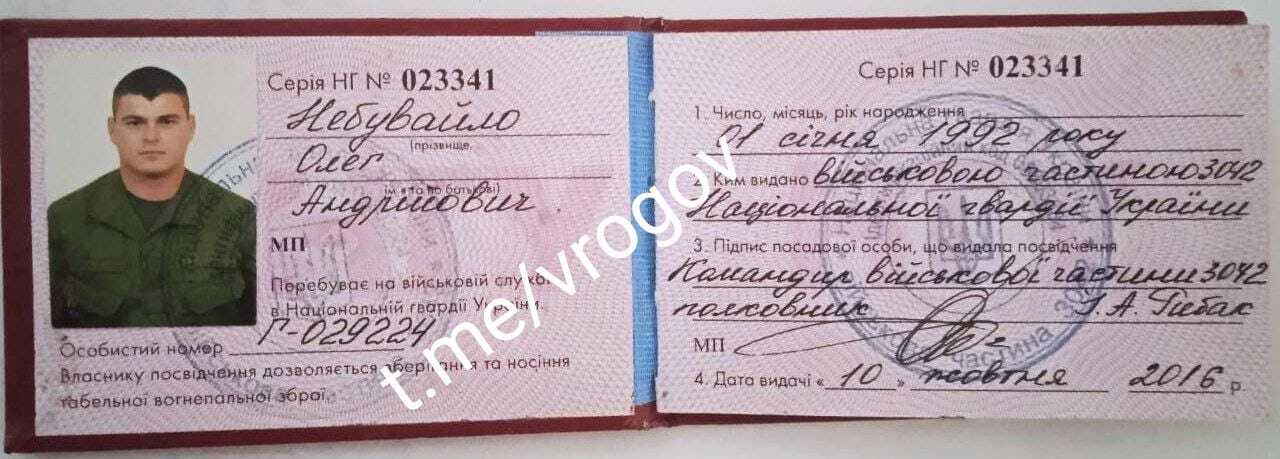 Серія НГ № 023341
Небувайло
(прізвище,
Олег
ім'я та по батькові)
Андрійович
МП
Перебуває на військовій службі
в Національній гвардії України.
Особистий номер Г-029224
Власнику посвідчення дозволяється зберігання та носіння
табельної вогнепальної зброї.
Серія НГ № 023341
1. Число, місяць, рік народження
01 січня 1992 року
2. Ким видано військовою частиною 3042
Національної гвардії України
3. Підпис посадової особи, що видала посвідчення
Командир військової частини 3042
полковник І.А. Рибак
МП
4. Дата видачі « 10 » жовтня 2016 р.
t.me/vrogov